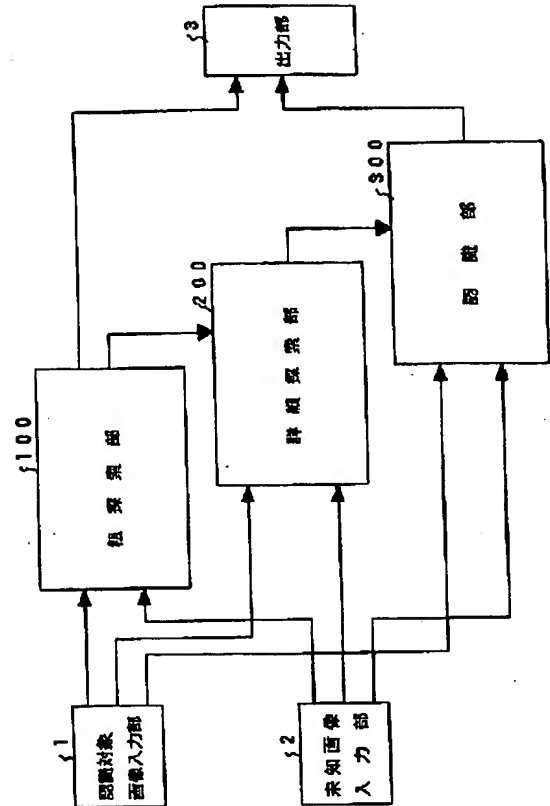 1
認識対象
画像入力部
2
未知画像
入力部
100
粗探索部
200
詳細探索部
300
認識部
3
出力部